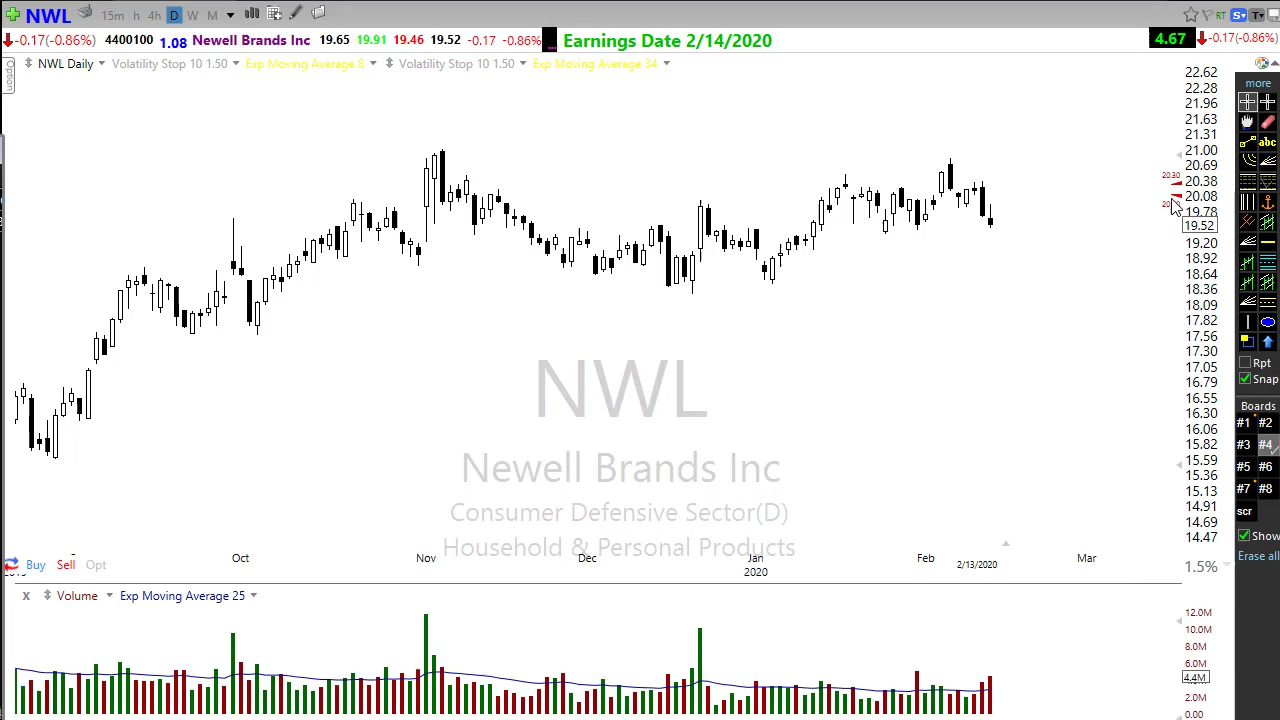 NWL 15m h 4h D W M RT S T
-0.17(-0.86%) 4400100 1.08 Newell Brands Inc 19.65 19.91 19.46 19.52 -0.17 -0.86% ... Earnings Date 2/14/2020 4.67 -0.17(-0.86%)
NWL Daily Volatility Stop 10 1.50 Exp Moving Average 8 Volatility Stop 10 1.50 Exp Moving Average 34
Option
22.62
22.28
21.96
21.63
21.31
21.00
20.69
20.38
20.08
19.78
19.52
19.20
18.92
18.64
18.36
18.09
17.82
17.56
17.30
17.05
16.79
16.55
16.30
16.06
15.82
15.59
15.36
15.13
14.91
14.69
14.47
20.30
more
abc
Rpt
Snap
Boards
#1 #2
#3 #4
#5 #6
#7 #8
scr
Show
Erase all
NWL
Newell Brands Inc
Consumer Defensive Sector(D)
Household & Personal Products
Oct Nov Dec Jan Feb Mar
2020 2/13/2020
Buy Sell Opt
1.5%
x Volume Exp Moving Average 25
12.0M
10.0M
8.0M
6.0M
4.4M
2.0M
0.00